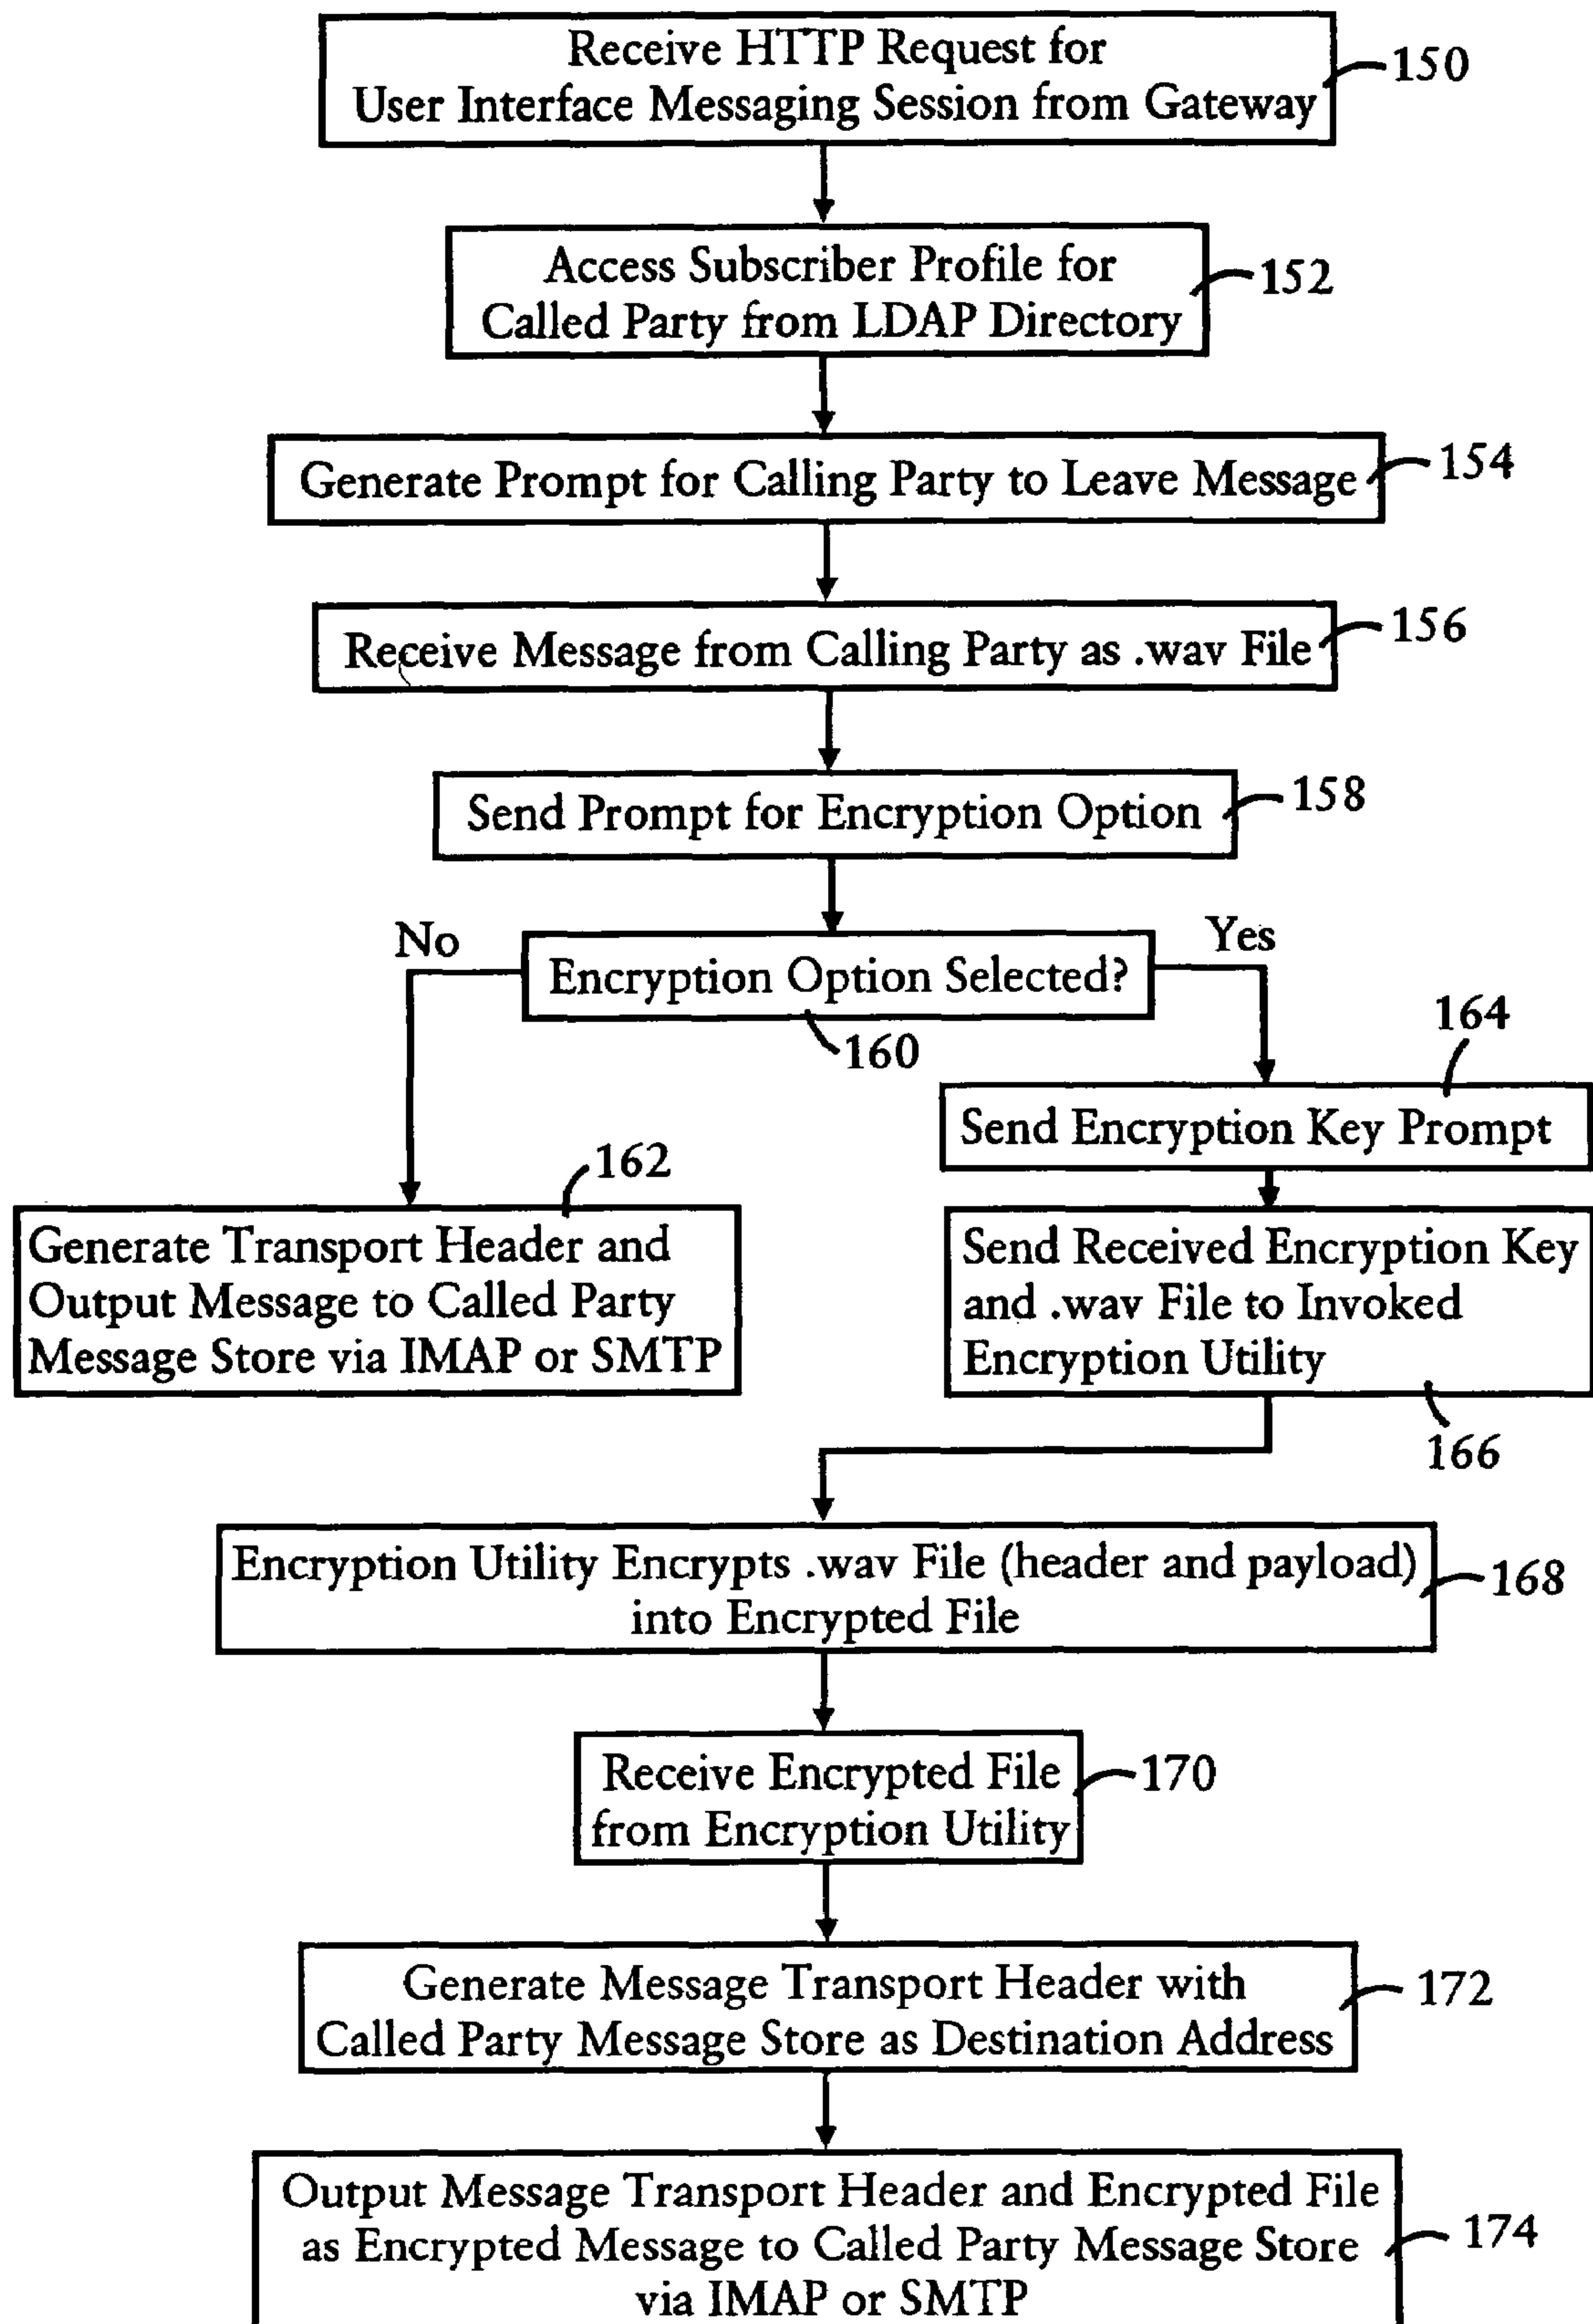 Receive HTTP Request for
User Interface Messaging Session from Gateway
150
Access Subscriber Profile for
Called Party from LDAP Directory
152
Generate Prompt for Calling Party to Leave Message
154
Receive Message from Calling Party as .wav File
156
Send Prompt for Encryption Option
158
No
Yes
Encryption Option Selected?
160
164
Send Encryption Key Prompt
162
Generate Transport Header and
Output Message to Called Party
Message Store via IMAP or SMTP
Send Received Encryption Key
and .wav File to Invoked
Encryption Utility
166
Encryption Utility Encrypts .wav File (header and payload)
into Encrypted File
168
Receive Encrypted File
from Encryption Utility
170
Generate Message Transport Header with
Called Party Message Store as Destination Address
172
Output Message Transport Header and Encrypted File
as Encrypted Message to Called Party Message Store
via IMAP or SMTP
174